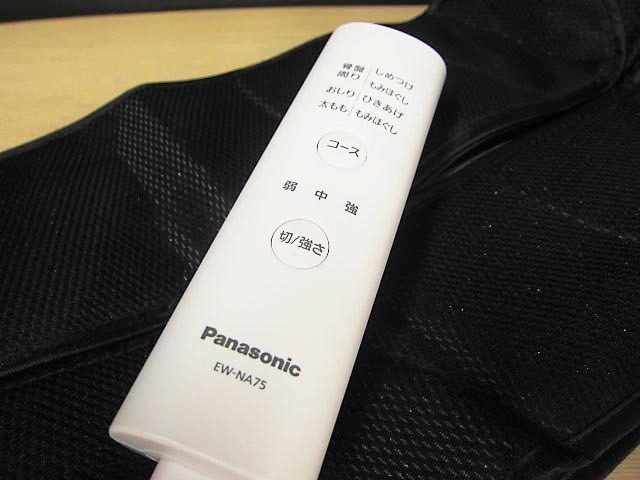 骨盤 しめつけ
周り もみほぐし
おしり ひきあげ
太もも もみほぐし
コース
弱 中 強
切/強さ
Panasonic
EW-NA75